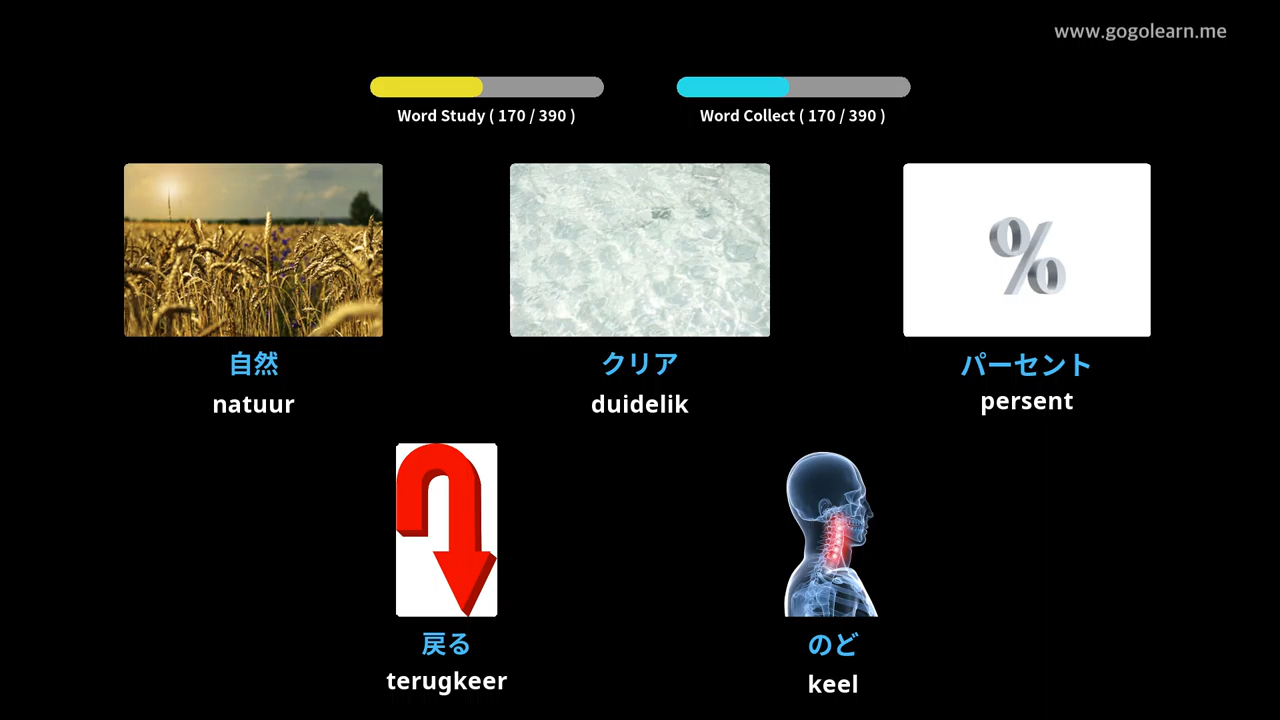 www.gogolearn.me
Word Study ( 170 / 390 )
Word Collect ( 170 / 390 )
自然
natuur
クリア
duidelik
パーセント
persent
戻る
terugkeer
のど
keel